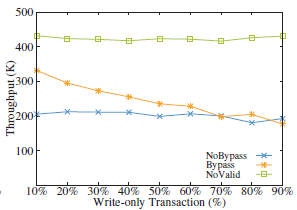 500
400
300
200
100
Throughput (K)
NoBypass
Bypass
NoValid
10% 20% 30% 40% 50% 60% 70% 80% 90%
Write-only Transaction (%)